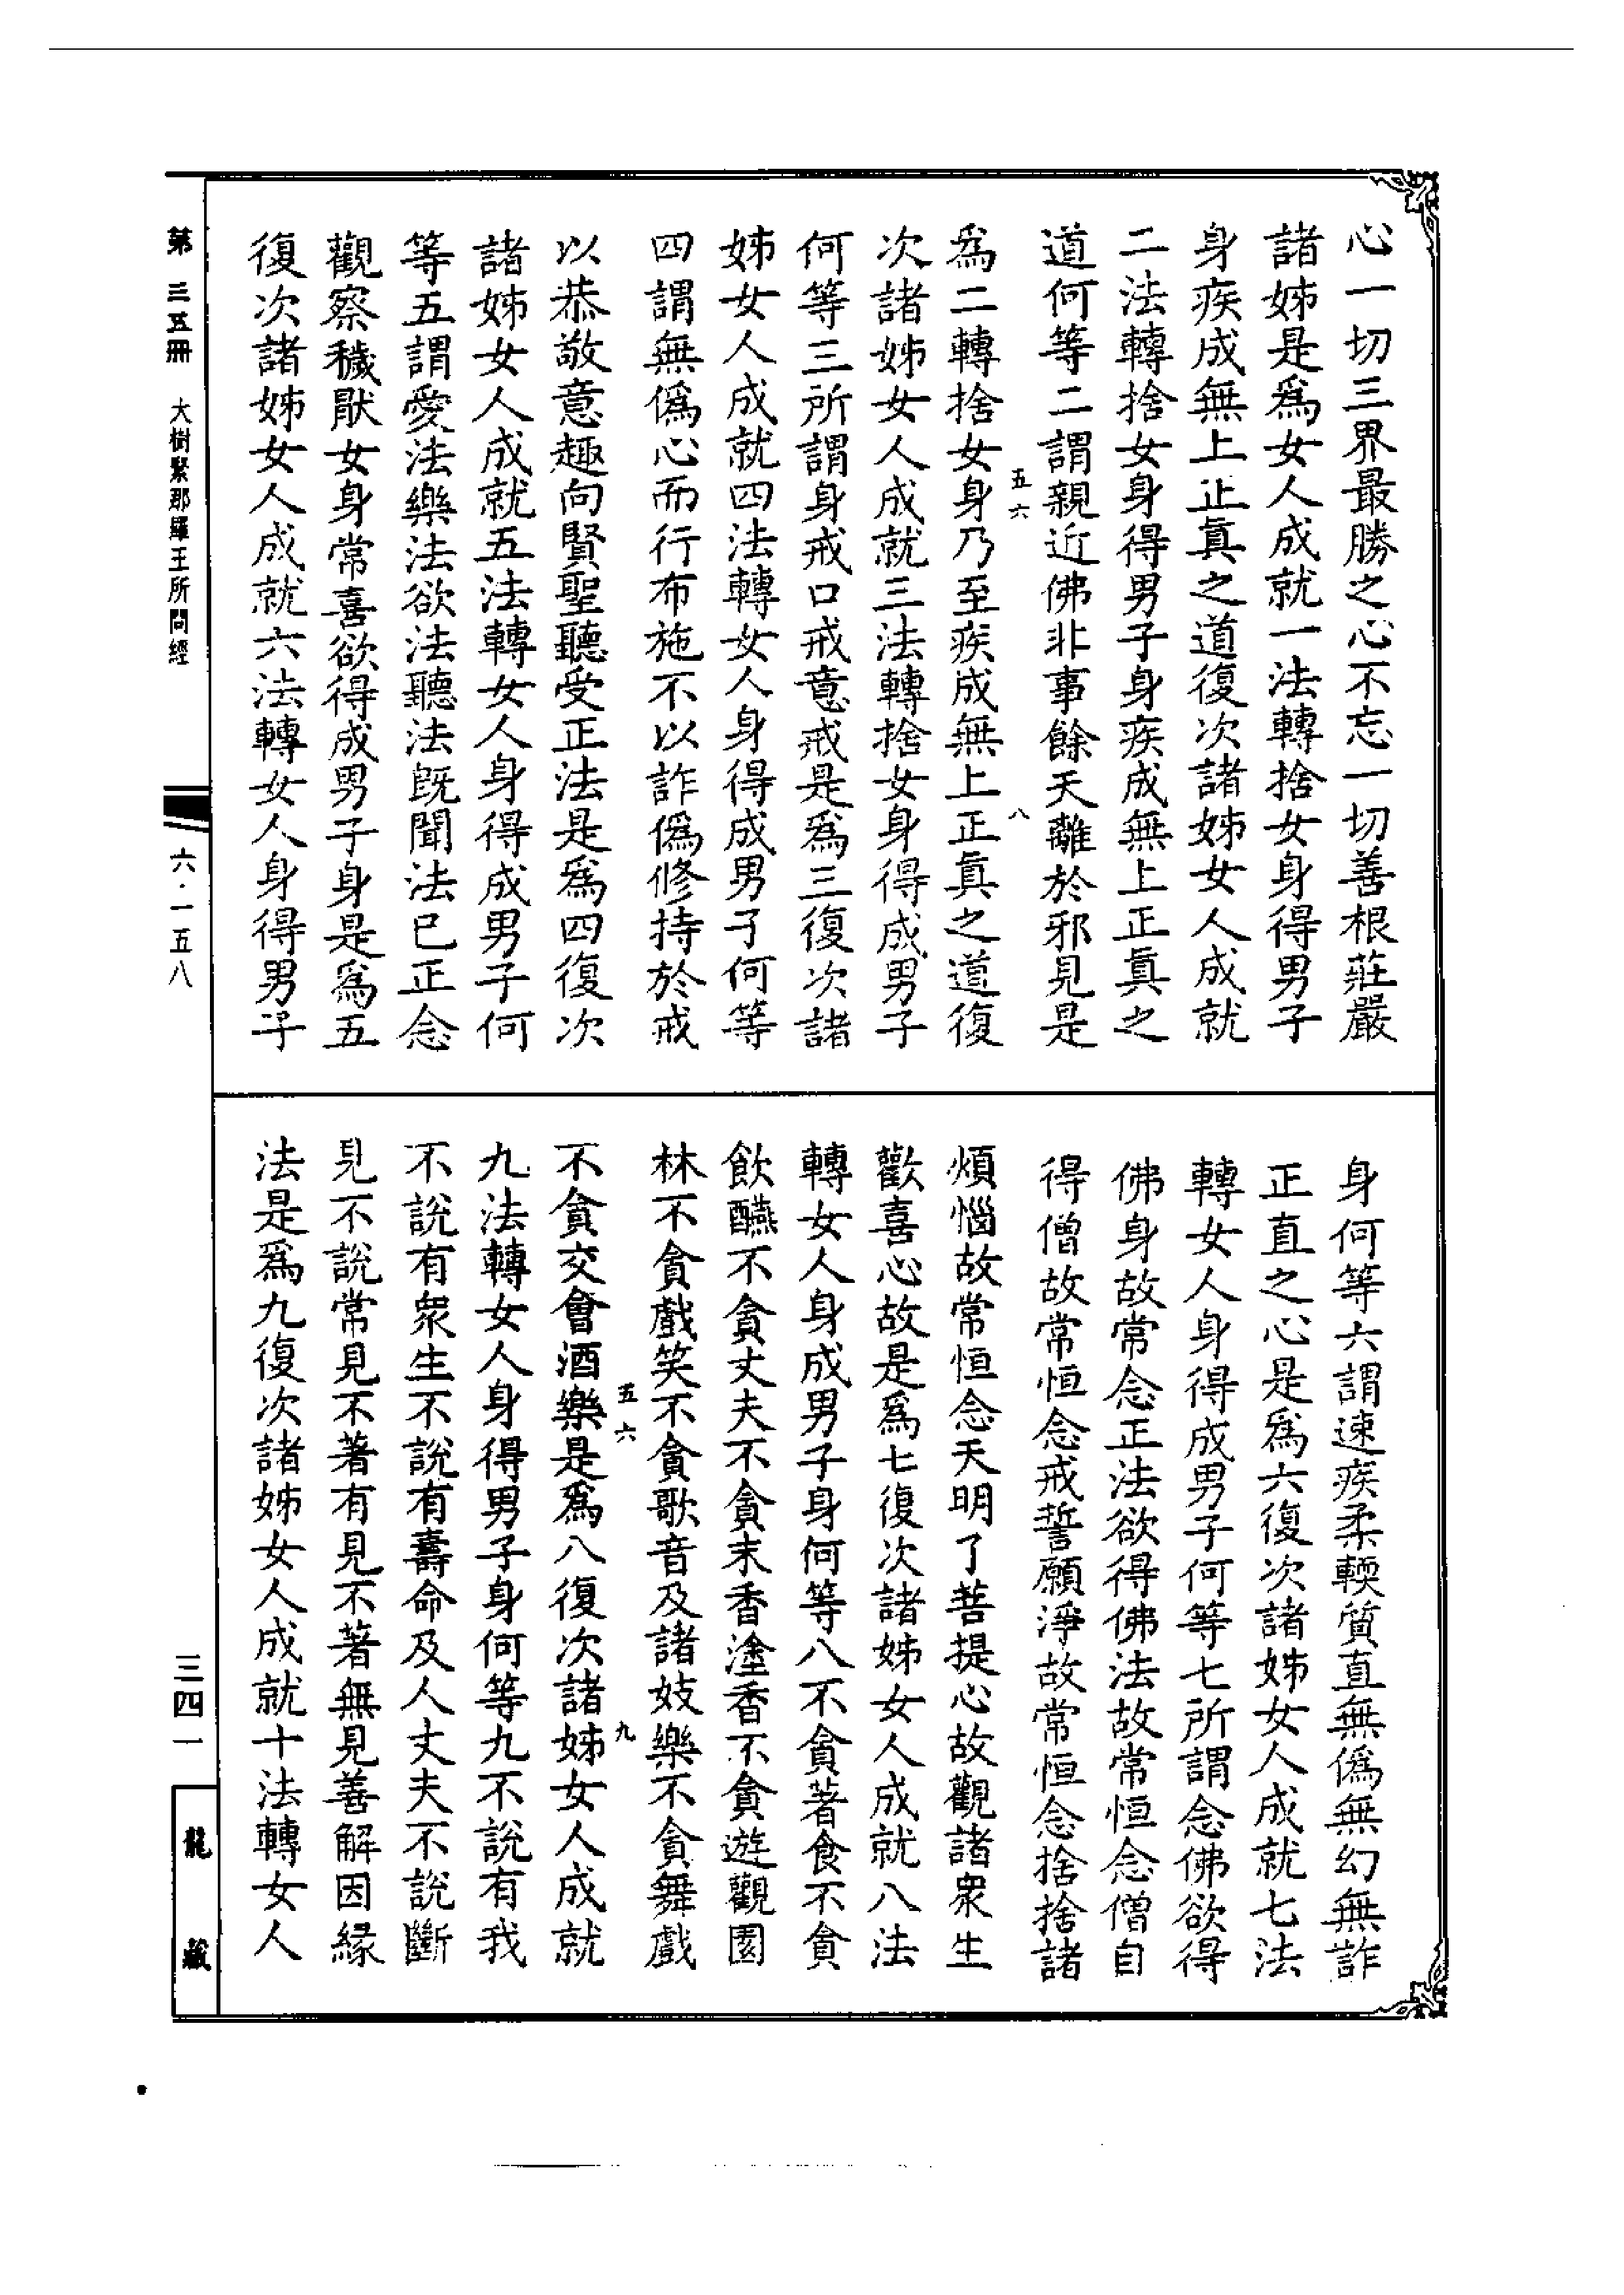 心一切三界最勝之心不忘一切善根莊嚴
諸姊是爲女人成就一法轉捨女身得男子
身疾成無上正真之道復次諸姊女人成就
二法轉捨女身得男子身疾成無上正真之
道何等二謂親近佛非事餘天離於邪見是
五六
八
爲二轉捨女身乃至疾成無上正真之道復
次諸姊女人成就三法轉捨女身得成男子
何等三所謂身戒口戒意戒是爲三復次諸
姊女人成就四法轉女人身得成男子何等
四謂無僞心而行布施不以詐僞修持於戒
以恭敬意趣向賢聖聽受正法是爲四復次
諸姊女人成就五法轉女人身得成男子何
等五謂愛法樂法欲法聽法既聞法已正念
觀察穢猒女身常喜欲得成男子身是爲五
復次諸姊女人成就六法轉女人身得男子
身何等六謂速疾柔輭質直無僞無幻無詐
正直之心是爲六復次諸姊女人成就七法
轉女人身得成男子何等七所謂念佛欲得
佛身故常念正法欲得佛法故常恒念僧自
得僧故常恒念戒誓願淨故常恒念捨捨諸
煩惱故常恒念天明了菩提心故觀諸衆生
歡喜心故是爲七復次諸姊女人成就八法
轉女人身成男子身何等八不貪著食不貪
飲醼不貪丈夫不貪末香塗香不貪遊觀園
林不貪戲笑不貪歌音及諸妓樂不貪舞戲
五六
九
不貪交會酒樂是爲八復次諸姊女人成就
九法轉女人身得男子身何等九不說有我
不說有衆生不說有壽命及人丈夫不說斷
見不說常見不著有見不著無見善解因緣
法是爲九復次諸姊女人成就十法轉女人
第三五冊
大樹緊那羅王所問經
六·一五八
三四一
龍藏